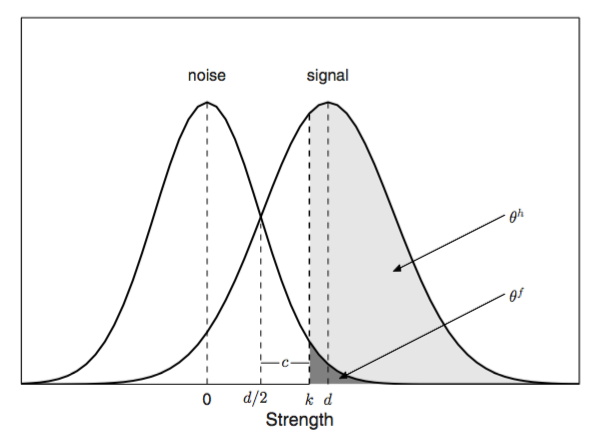 noise signal
θ^h
θ^f
c
0 d/2 k d
Strength